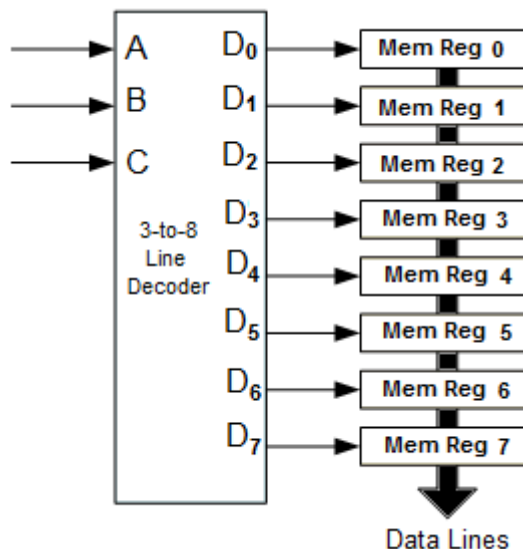 A D₀ Mem Reg 0
B D₁ Mem Reg 1
C D₂ Mem Reg 2
D₃ Mem Reg 3
3-to-8
Line
Decoder
D₄ Mem Reg 4
D₅ Mem Reg 5
D₆ Mem Reg 6
D₇ Mem Reg 7
Data Lines